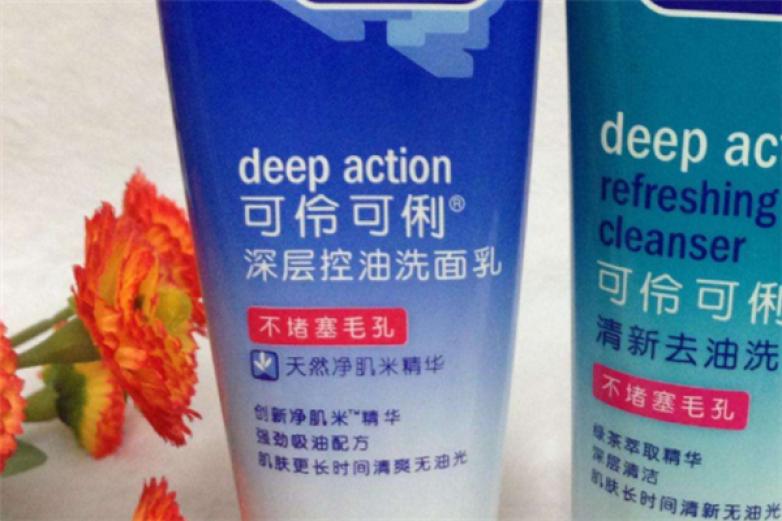 deep action
可伶可俐®
深层控油洗面乳
不堵塞毛孔
天然净肌米精华
创新净肌米™精华
强劲吸油配方
肌肤更长时间清爽无油光
deep ac
refreshing
cleanser
可伶可俐
清新去油洗
不堵塞毛孔
绿茶萃取精华
深层清洁
肌肤长时间清新无油光